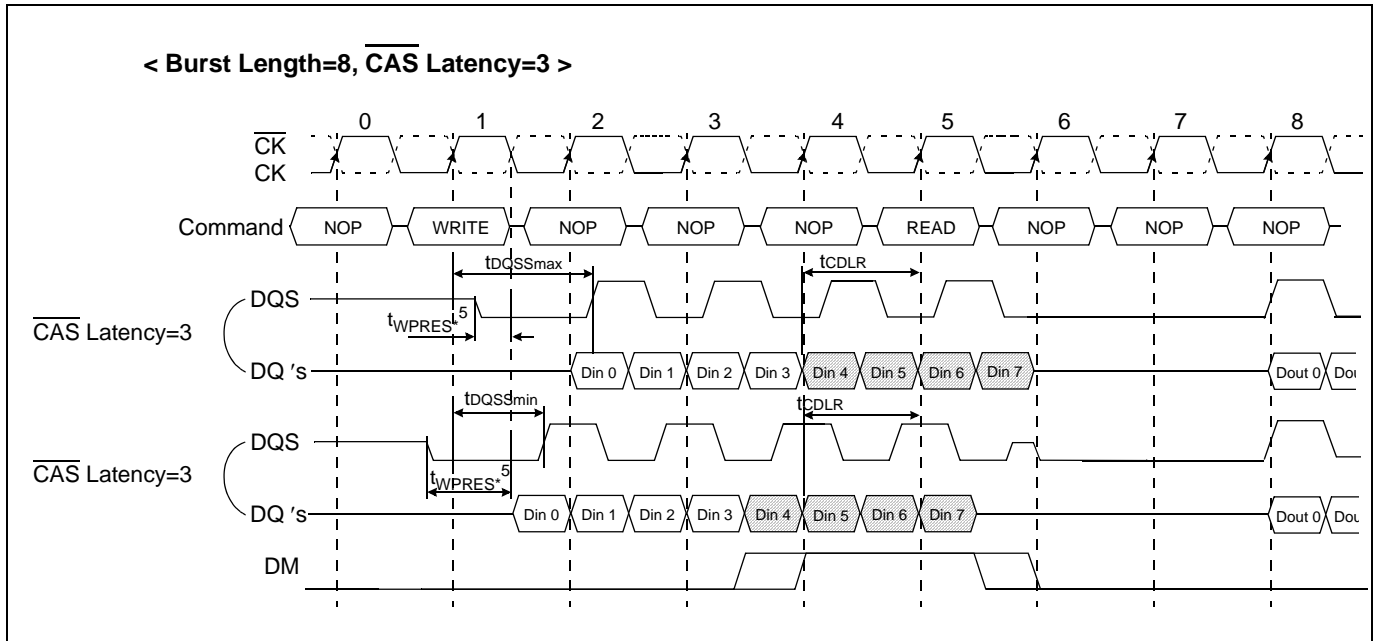 < Burst Length=8, CAS Latency=3 >
0 1 2 3 4 5 6 7 8
CK
CK
Command NOP WRITE NOP NOP NOP READ NOP NOP NOP
tDQSSmax tCDLR
DQS
tWPRES*5
CAS Latency=3
DQ 's Din 0 Din 1 Din 2 Din 3 Din 4 Din 5 Din 6 Din 7 Dout 0
tDQSSmin tCDLR
DQS
CAS Latency=3
tWPRES*5
DQ 's Din 0 Din 1 Din 2 Din 3 Din 4 Din 5 Din 6 Din 7 Dout 0
DM